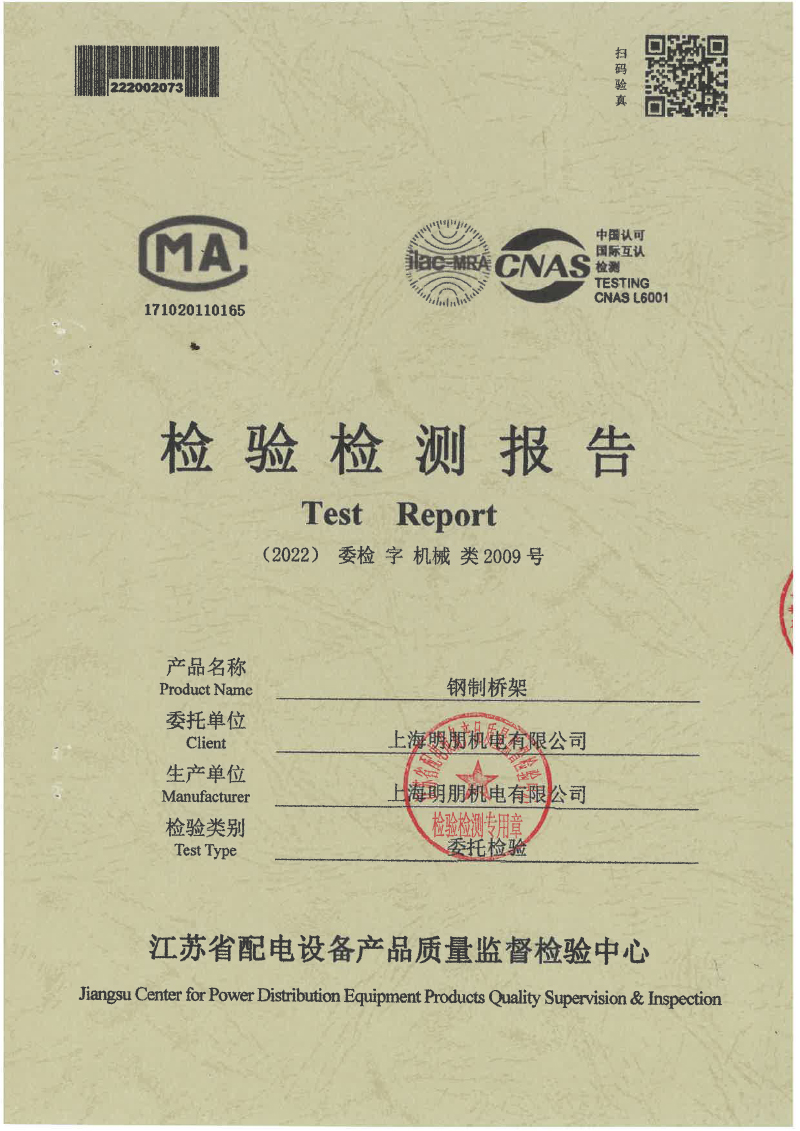 222002073
扫码验真
MA
171020110165
ilac-MRA
CNAS
中国认可
国际互认
检测
TESTING
CNAS L6001
检验检测报告
Test Report
（2022） 委检 字 机械 类2009号
产品名称
Product Name
钢制桥架
委托单位
Client
上海明朋机电有限公司
生产单位
Manufacturer
上海明朋机电有限公司
检验检测专用章
检验类别
Test Type
委托检验
江苏省配电设备产品质量监督检验中心
Jiangsu Center for Power Distribution Equipment Products Quality Supervision & Inspection